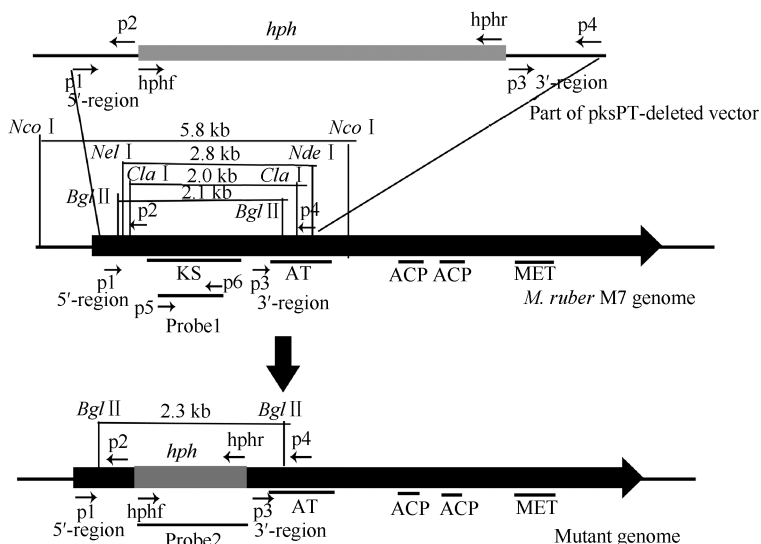 p2 hph hphr p4
p1 hphf p3 3′-region
5′-region
Part of pksPT-deleted vector
Nco Ⅰ 5.8 kb Nco Ⅰ
Nel Ⅰ 2.8 kb Nde Ⅰ
Cla Ⅰ 2.0 kb Cla Ⅰ
Bgl Ⅱ 2.1 kb Bgl Ⅱ
p2 p4
p1 KS p3 AT ACP ACP MET
5′-region p6 3′-region M. ruber M7 genome
p5 Probe1
Bgl Ⅱ 2.3 kb Bgl Ⅱ
p2 hph hphr p4
p1 hphf p3 AT ACP ACP MET
5′-region 3′-region
Probe2 Mutant genome